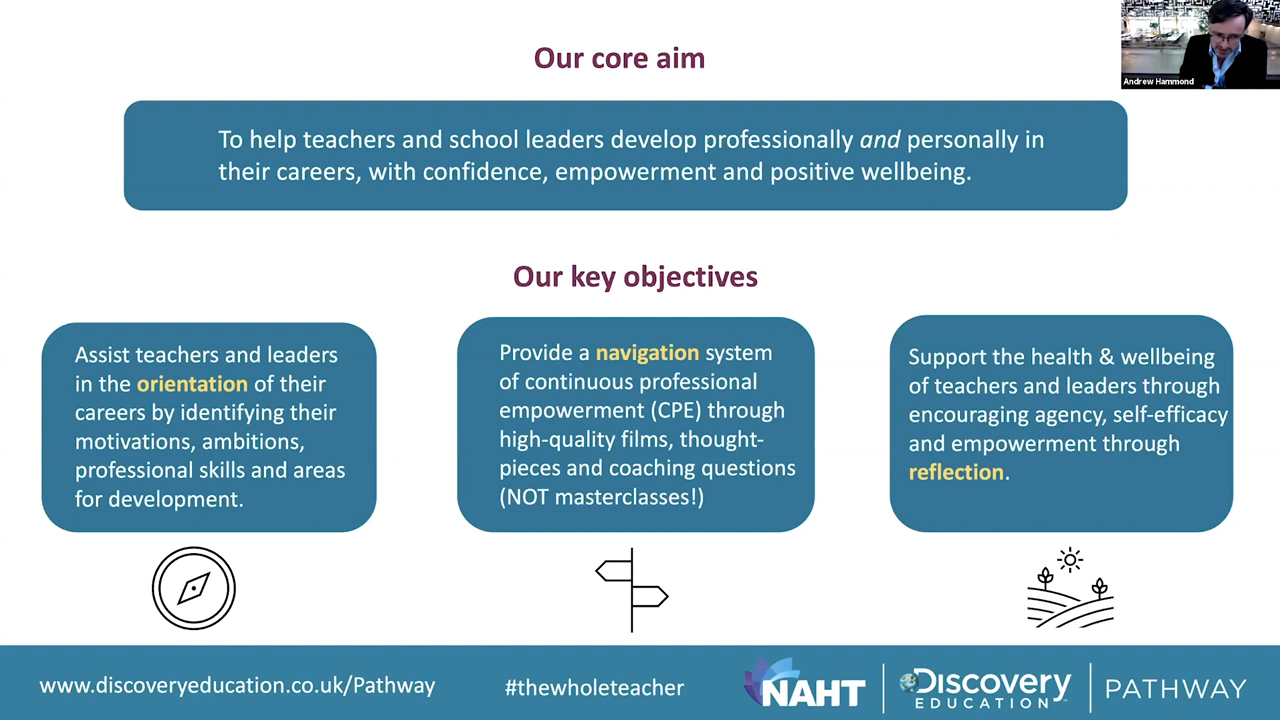 Our core aim
Andrew Hammond
To help teachers and school leaders develop professionally and personally in
their careers, with confidence, empowerment and positive wellbeing.
Our key objectives
Assist teachers and leaders
in the orientation of their
careers by identifying their
motivations, ambitions,
professional skills and areas
for development.
Provide a navigation system
of continuous professional
empowerment (CPE) through
high-quality films, thought-
pieces and coaching questions
(NOT masterclasses!)
Support the health & wellbeing
of teachers and leaders through
encouraging agency, self-efficacy
and empowerment through
reflection.
www.discoveryeducation.co.uk/Pathway
#thewholeteacher
NAHT
Discovery
EDUCATION
PATHWAY